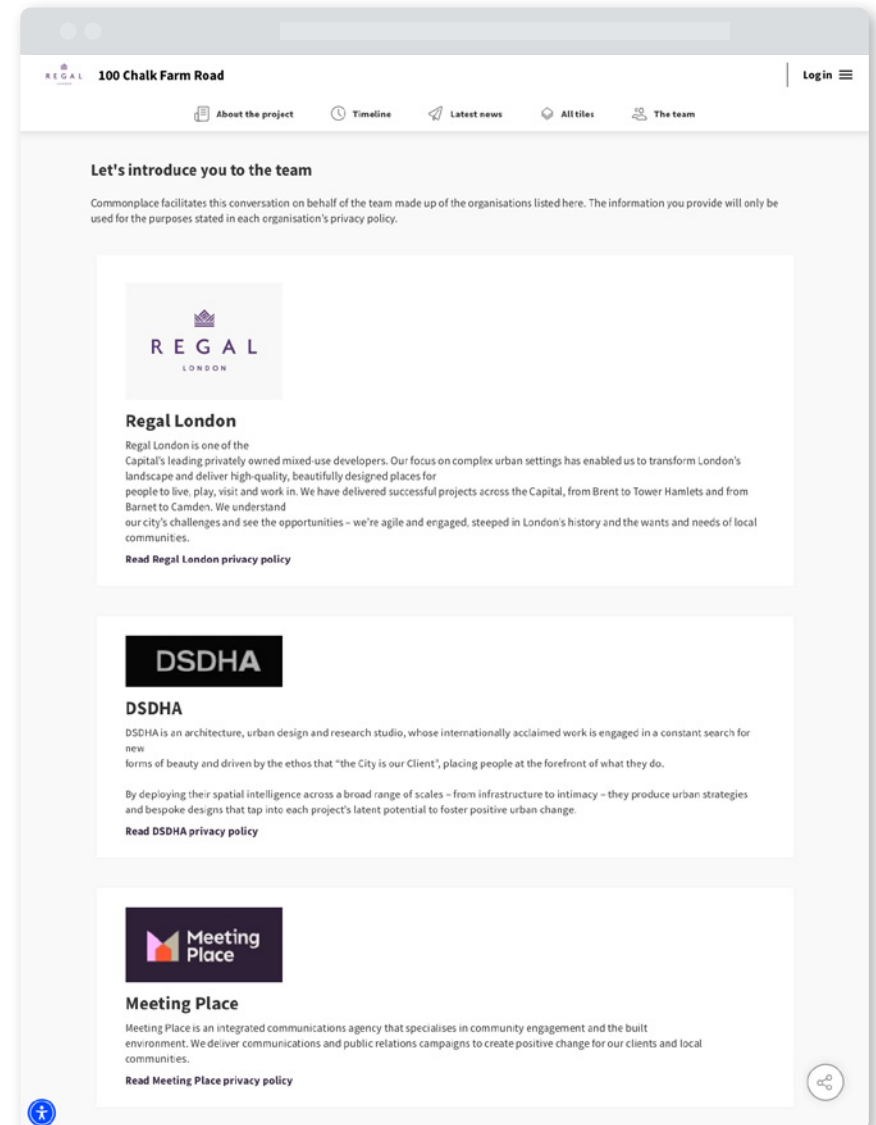 REGAL
LONDON
100 Chalk Farm Road
Login
About the project
Timeline
Latest news
All tiles
The team
Let's introduce you to the team
Commonplace facilitates this conversation on behalf of the team made up of the organisations listed here. The information you provide will only be
used for the purposes stated in each organisation's privacy policy.
REGAL
LONDON
Regal London
Regal London is one of the
Capital's leading privately owned mixed-use developers. Our focus on complex urban settings has enabled us to transform London's
landscape and deliver high-quality, beautifully designed places for
people to live, play, visit and work in. We have delivered successful projects across the Capital, from Brent to Tower Hamlets and from
Barnet to Camden. We understand
our city's challenges and see the opportunities – we're agile and engaged, steeped in London's history and the wants and needs of local
communities.
Read Regal London privacy policy
DSDHA
DSDHA
DSDHA is an architecture, urban design and research studio, whose internationally acclaimed work is engaged in a constant search for
new
forms of beauty and driven by the ethos that "the City is our Client", placing people at the forefront of what they do.
By deploying their spatial intelligence across a broad range of scales – from infrastructure to intimacy – they produce urban strategies
and bespoke designs that tap into each project's latent potential to foster positive urban change.
Read DSDHA privacy policy
Meeting
Place
Meeting Place
Meeting Place is an integrated communications agency that specialises in community engagement and the built
environment. We deliver communications and public relations campaigns to create positive change for our clients and local
communities.
Read Meeting Place privacy policy